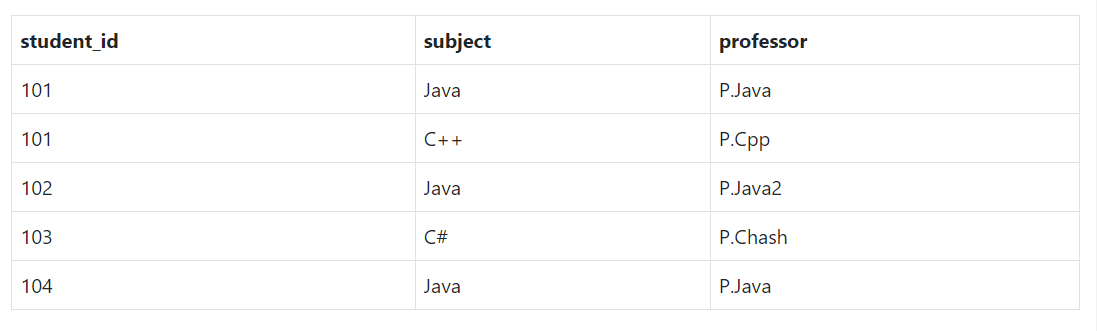 student_id subject professor
101 Java P.Java
101 C++ P.Cpp
102 Java P.Java2
103 C# P.Chash
104 Java P.Java